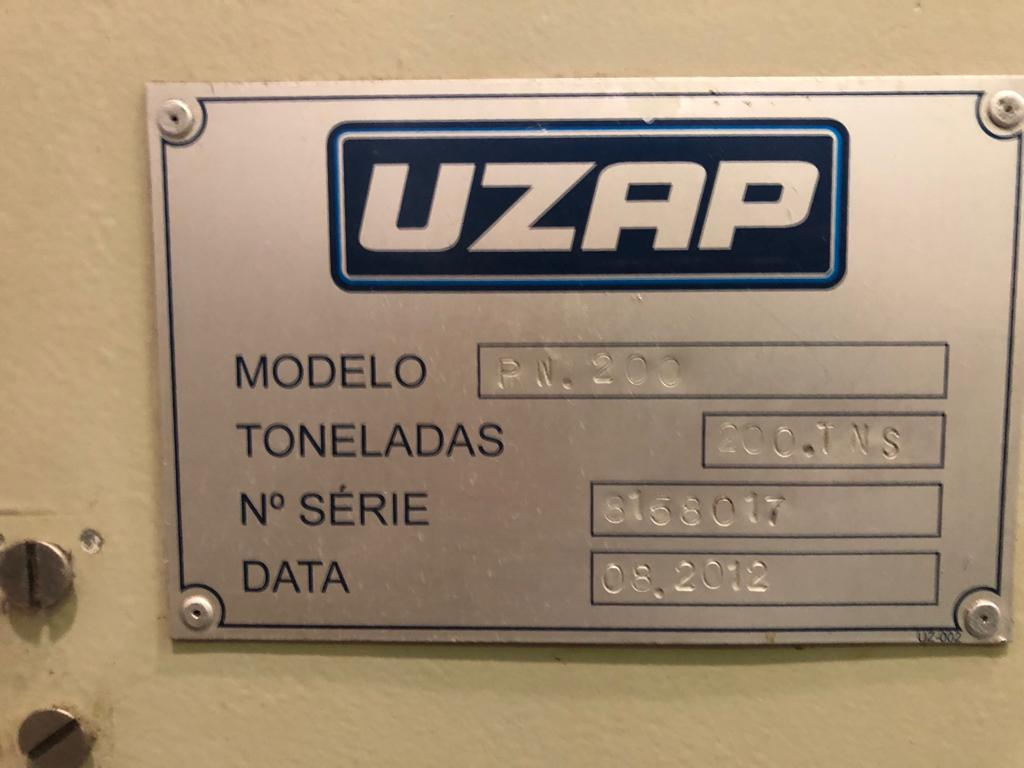 UZAP
MODELO PN.200
TONELADAS 200.TNS
Nº SÉRIE 8158017
DATA 08.2012
UZ-002